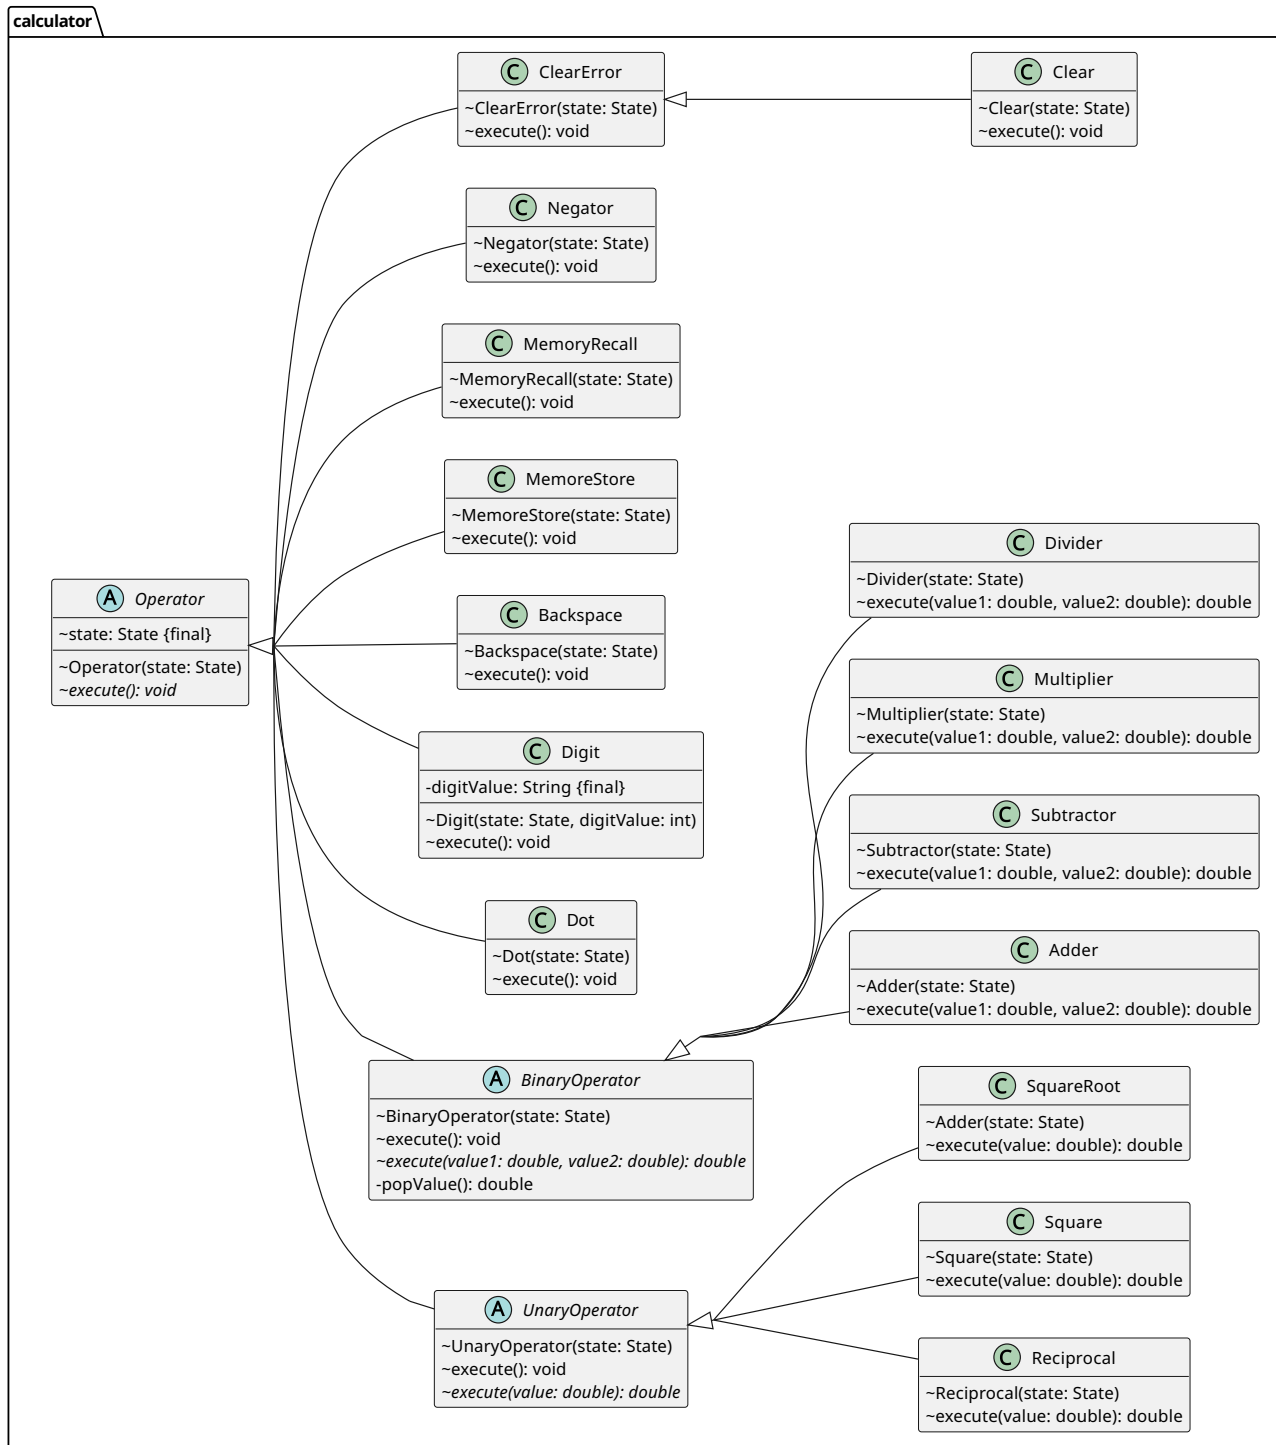 calculator
C ClearError
~ClearError(state: State)
~execute(): void
C Clear
~Clear(state: State)
~execute(): void
C Negator
~Negator(state: State)
~execute(): void
C MemoryRecall
~MemoryRecall(state: State)
~execute(): void
C MemoreStore
~MemoreStore(state: State)
~execute(): void
A Operator
~state: State {final}
~Operator(state: State)
~execute(): void
C Backspace
~Backspace(state: State)
~execute(): void
C Digit
-digitValue: String {final}
~Digit(state: State, digitValue: int)
~execute(): void
C Dot
~Dot(state: State)
~execute(): void
C Divider
~Divider(state: State)
~execute(value1: double, value2: double): double
C Multiplier
~Multiplier(state: State)
~execute(value1: double, value2: double): double
C Subtractor
~Subtractor(state: State)
~execute(value1: double, value2: double): double
C Adder
~Adder(state: State)
~execute(value1: double, value2: double): double
A BinaryOperator
~BinaryOperator(state: State)
~execute(): void
~execute(value1: double, value2: double): double
-popValue(): double
C SquareRoot
~Adder(state: State)
~execute(value: double): double
C Square
~Square(state: State)
~execute(value: double): double
A UnaryOperator
~UnaryOperator(state: State)
~execute(): void
~execute(value: double): double
C Reciprocal
~Reciprocal(state: State)
~execute(value: double): double